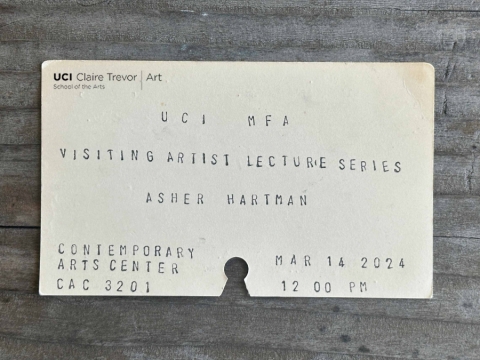 UCI Claire Trevor | Art
School of the Arts
UCI MFA
VISITING ARTIST LECTURE SERIES
ASHER HARTMAN
CONTEMPORARY
ARTS CENTER
CAC 3201
MAR 14 2024
12 00 PM